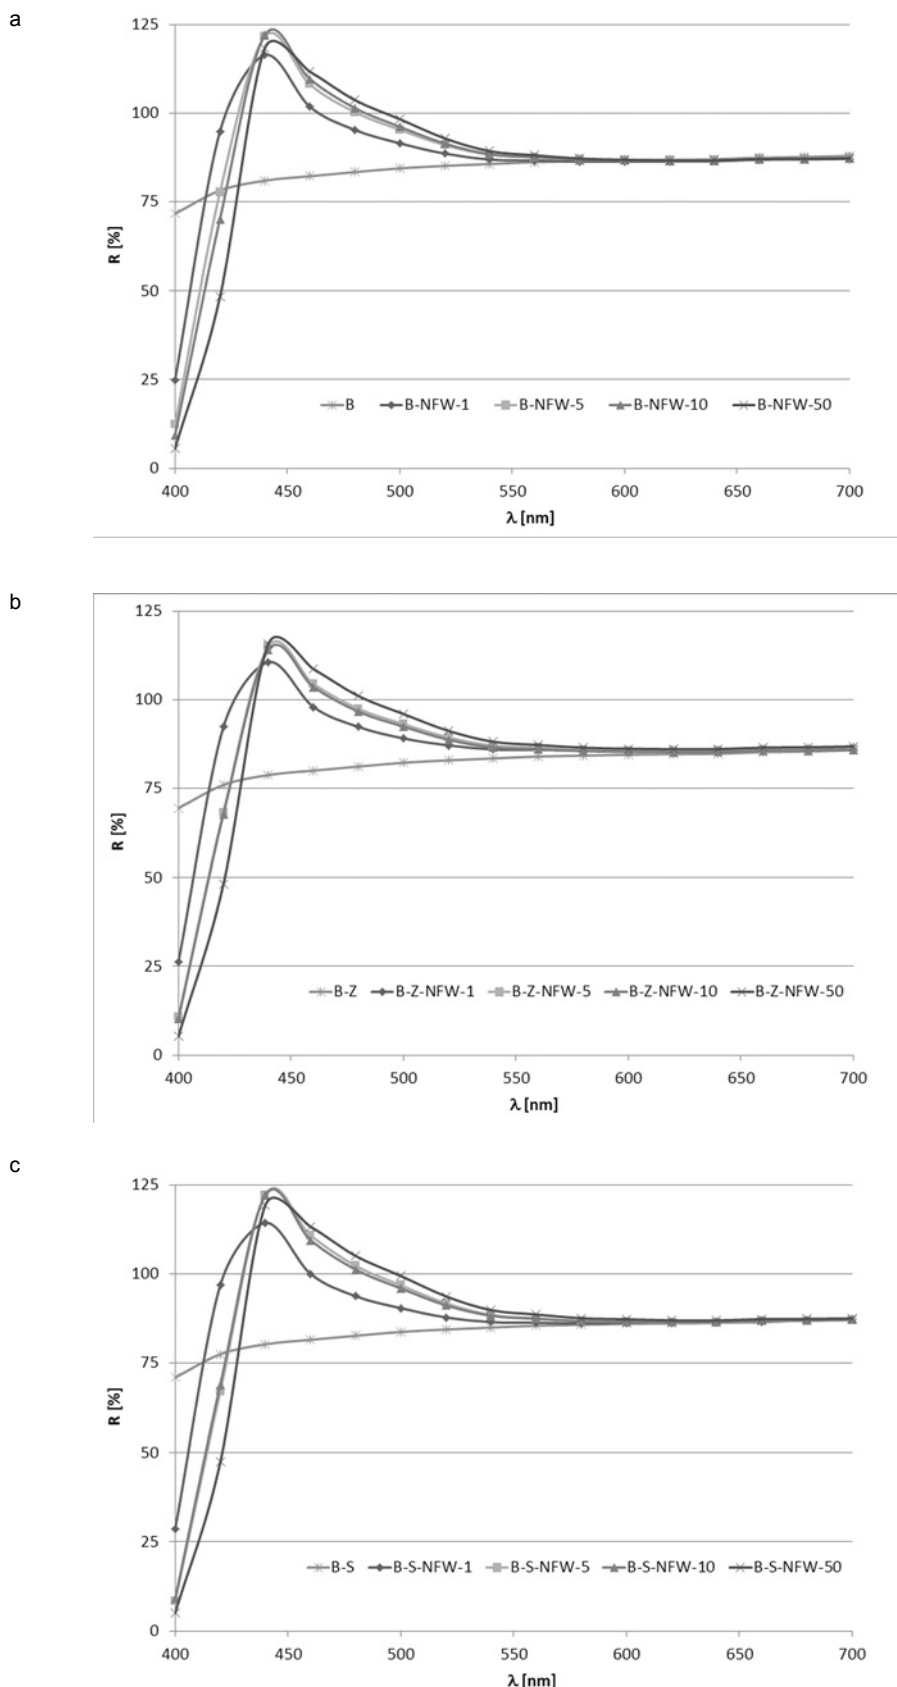 a
125
100
75
50
25
0
R [%]
B B-NFW-1 B-NFW-5 B-NFW-10 B-NFW-50
400 450 500 550 600 650 700
λ [nm]
b
125
100
75
50
25
0
R [%]
B-Z B-Z-NFW-1 B-Z-NFW-5 B-Z-NFW-10 B-Z-NFW-50
400 450 500 550 600 650 700
λ [nm]
c
125
100
75
50
25
0
R [%]
B-S B-S-NFW-1 B-S-NFW-5 B-S-NFW-10 B-S-NFW-50
400 450 500 550 600 650 700
λ [nm]